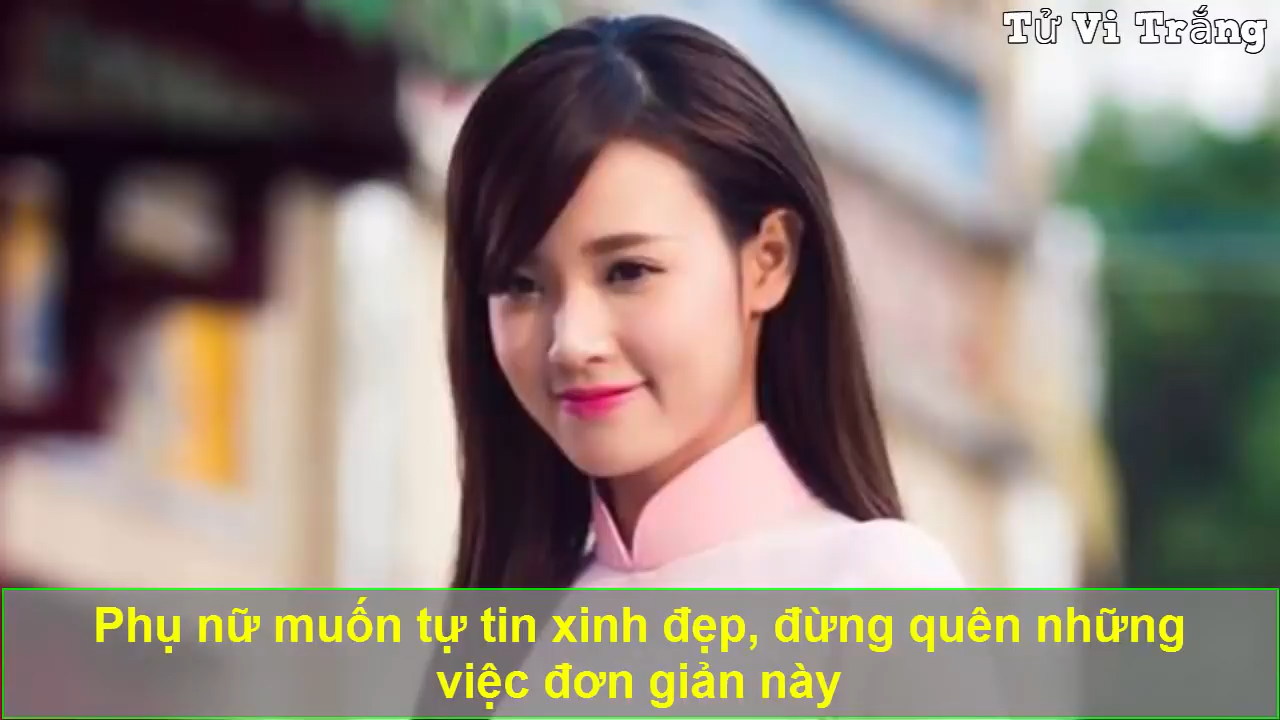 Tử Vi Trắng
Phụ nữ muốn tự tin xinh đẹp, đừng quên những
việc đơn giản này